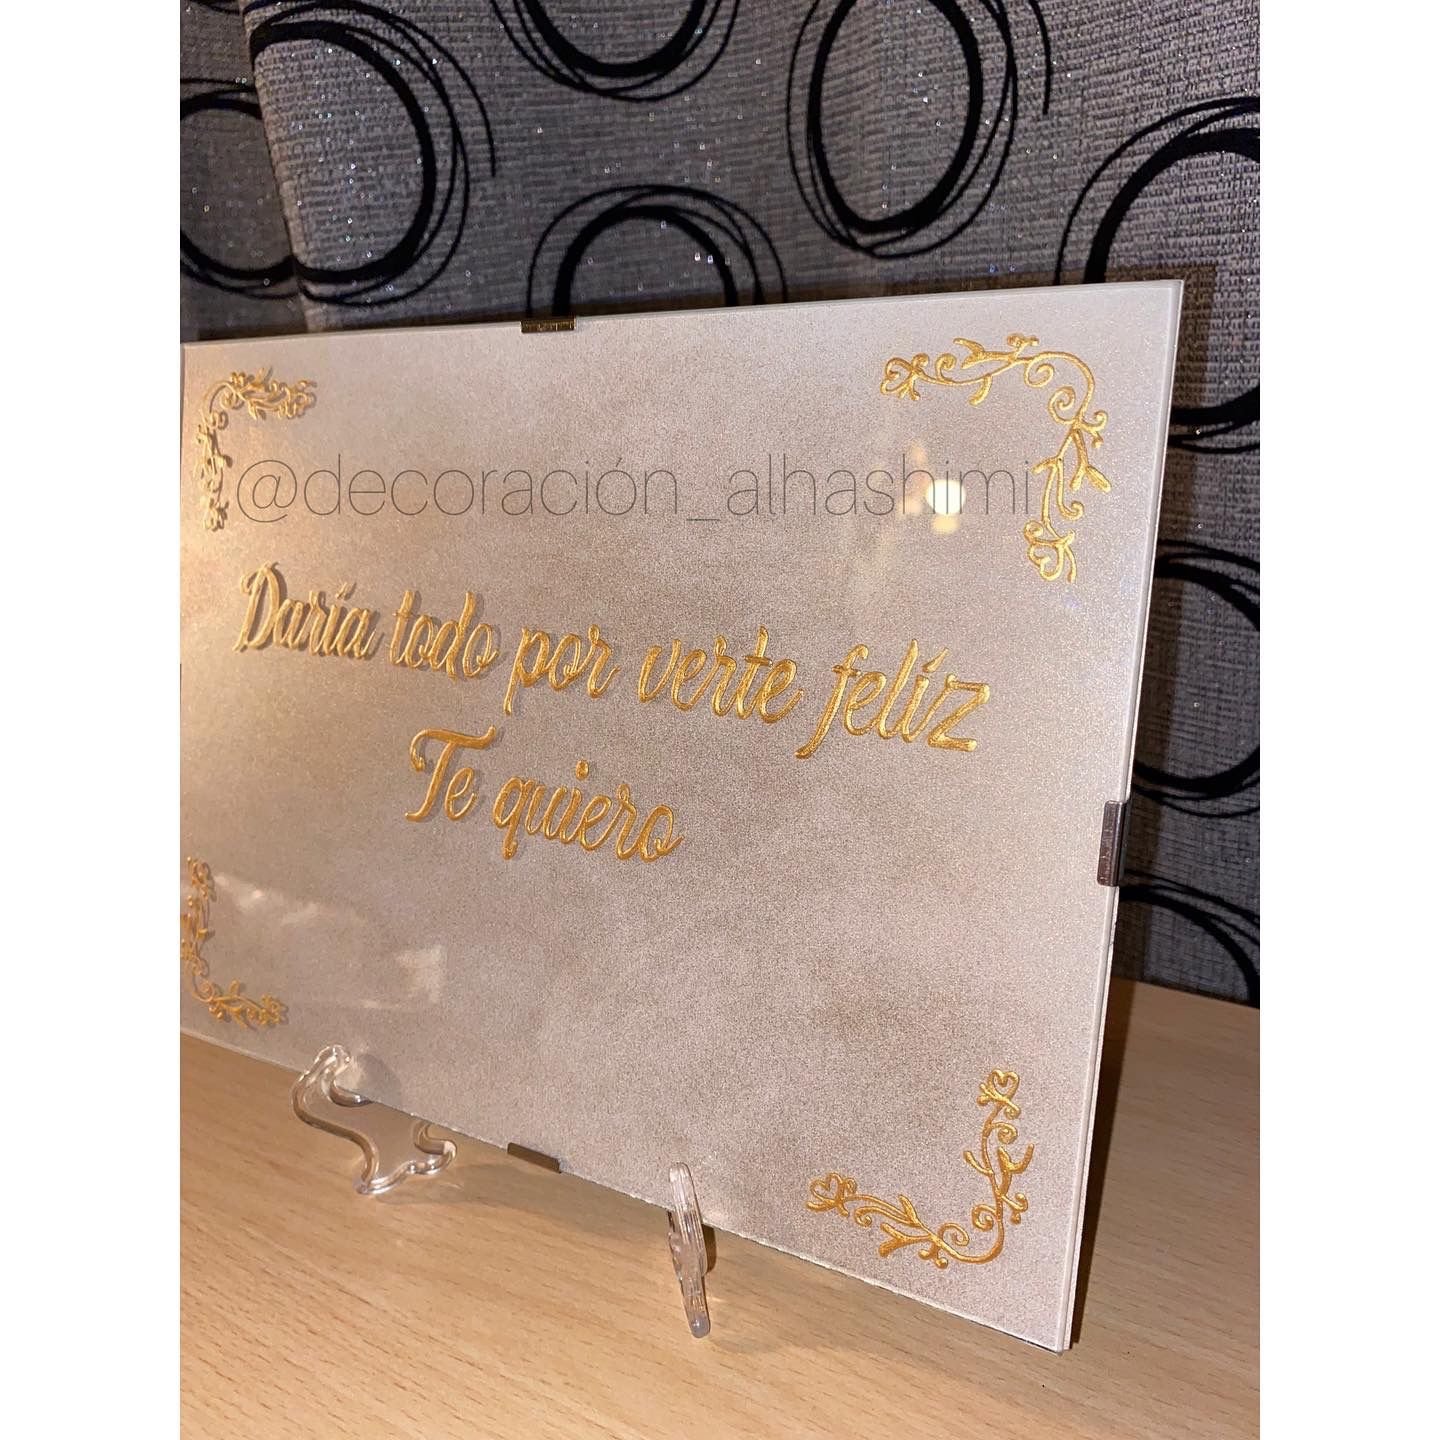 @decoración_alhashimi
Daría todo por verte felíz
Te quiero